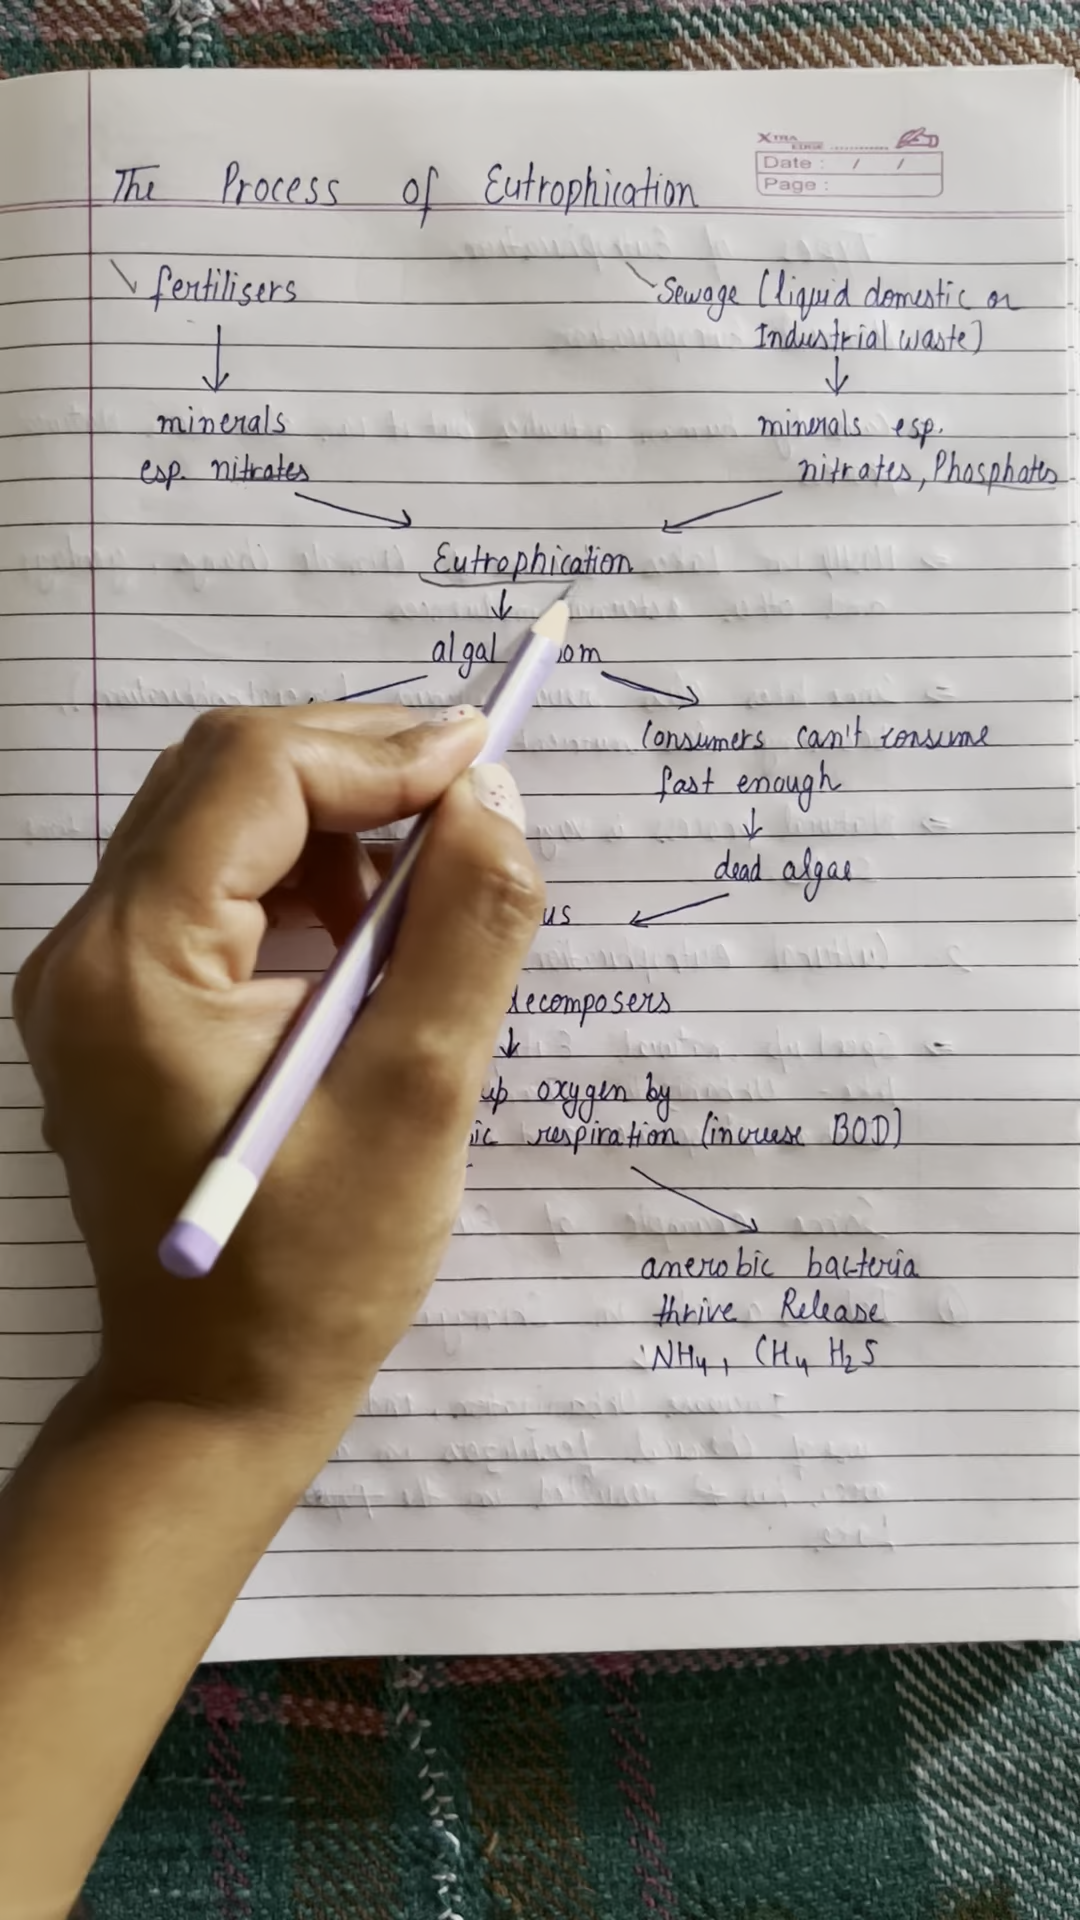 XTRA EDGE
Date : / /
Page :
The Process of Eutrophication
fertilisers
Sewage (liquid domestic or
Industrial waste)
minerals
esp. nitrates
minerals esp.
nitrates, Phosphates
Eutrophication
algal
om
Consumers can't consume
fast enough
dead algae
us
decomposers
up oxygen by
ic respiration (increase BOD)
anerobic bacteria
thrive Release
NH4, CH4 H2S